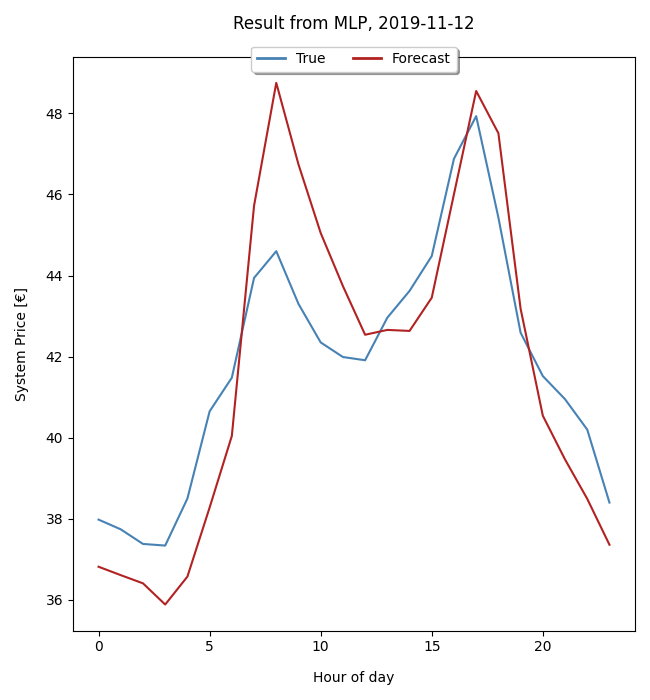 Result from MLP, 2019-11-12
True Forecast
48
46
44
42
40
38
36
System Price [€]
0 5 10 15 20
Hour of day